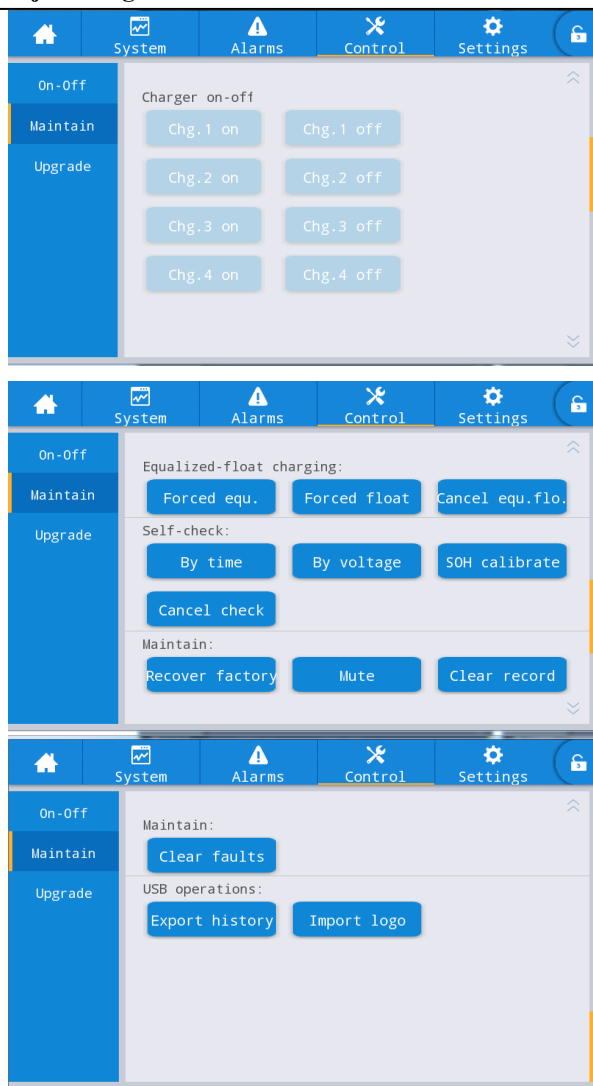 System Alarms Control Settings 3
On-Off
Maintain
Upgrade
Charger on-off
Chg.1 on Chg.1 off
Chg.2 on Chg.2 off
Chg.3 on Chg.3 off
Chg.4 on Chg.4 off
System Alarms Control Settings 3
On-Off
Maintain
Upgrade
Equalized-float charging:
Forced equ. Forced float Cancel equ.flo.
Self-check:
By time By voltage SOH calibrate
Cancel check
Maintain:
Recover factory Mute Clear record
System Alarms Control Settings 3
On-Off
Maintain
Upgrade
Maintain:
Clear faults
USB operations:
Export history Import logo